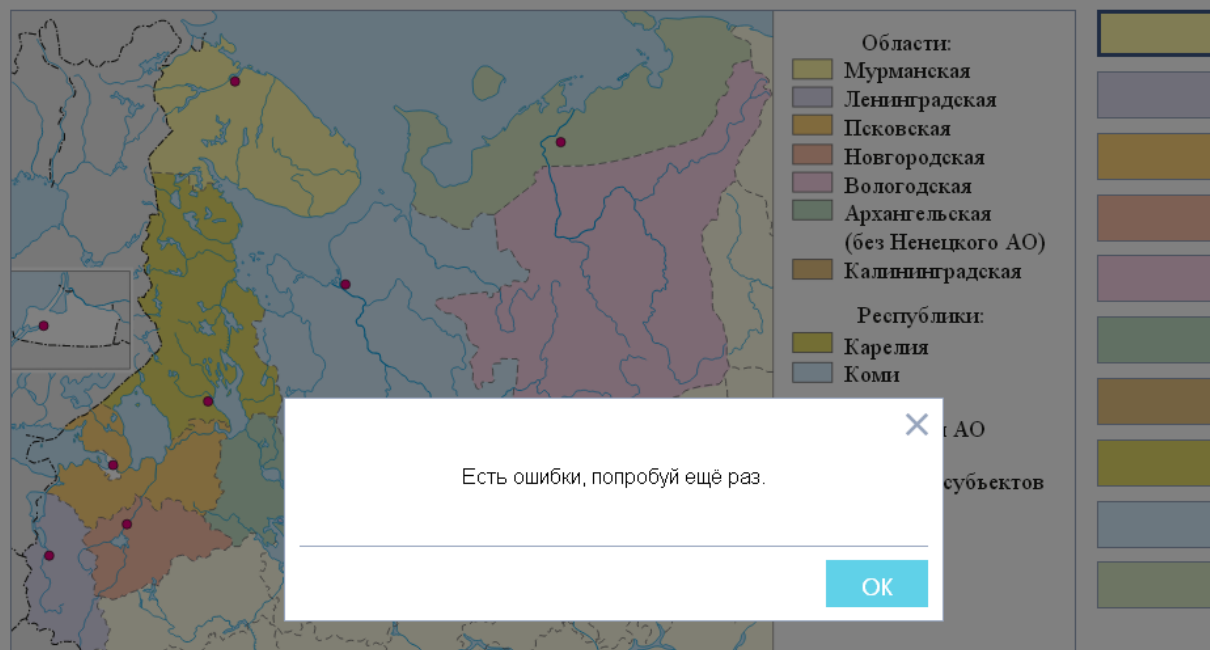 Области:
Мурманская
Ленинградская
Псковская
Новгородская
Вологодская
Архангельская
(без Ненецкого АО)
Калининградская
Республики:
Карелия
Коми
АО
субъектов
Есть ошибки, попробуй ещё раз.
ОК